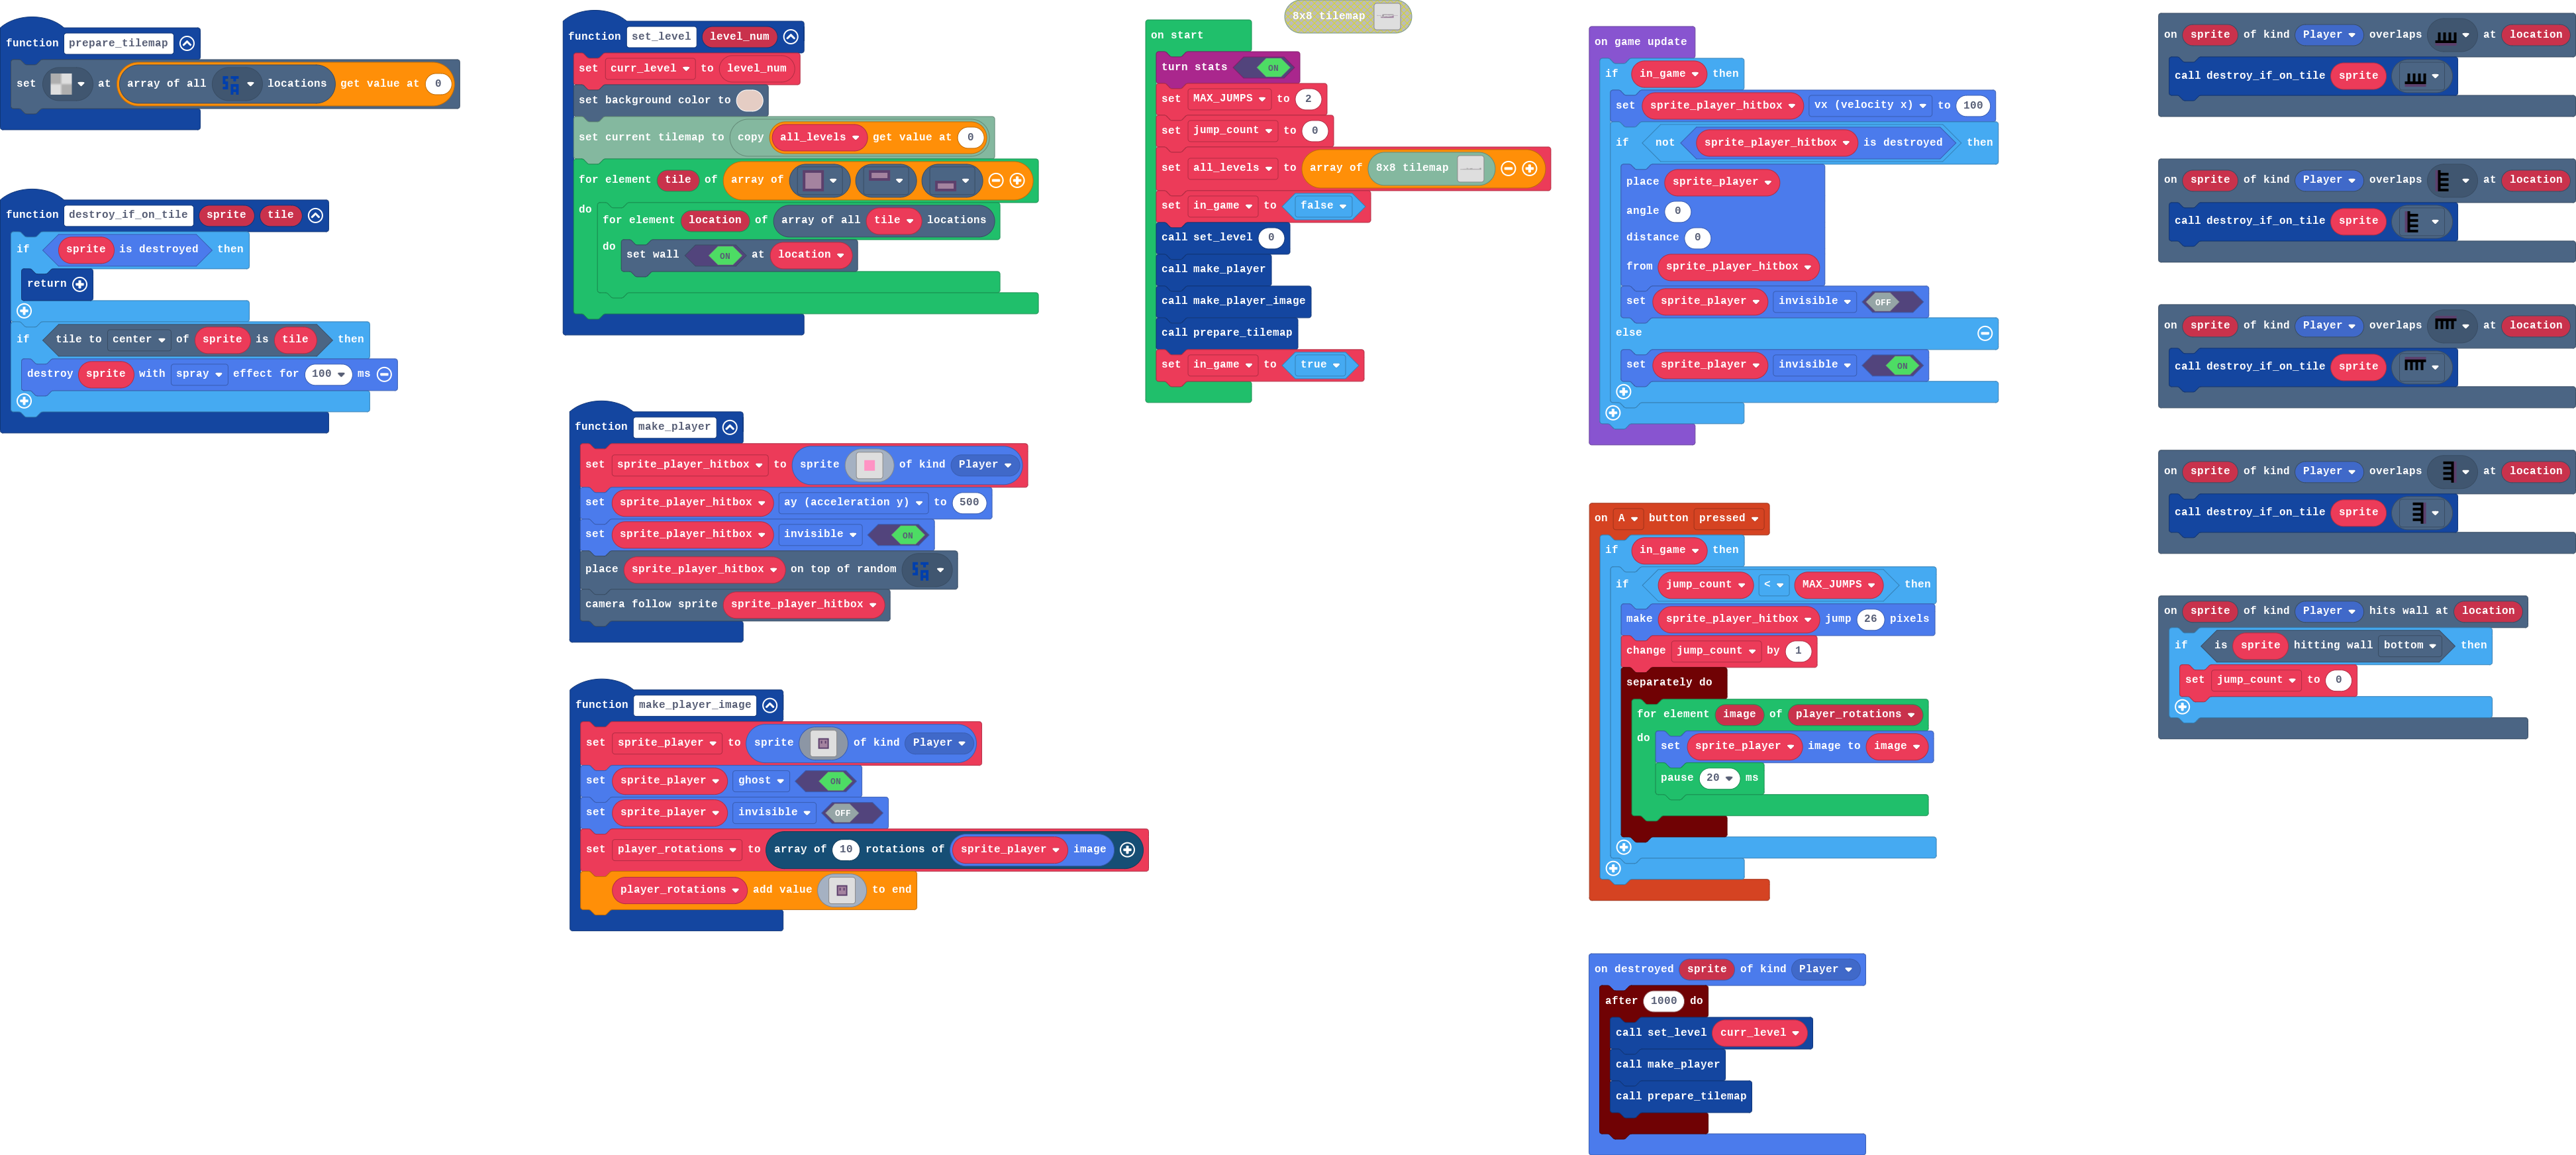 function prepare_tilemap
set at array of all locations get value at 0
function destroy_if_on_tile sprite tile
if sprite is destroyed then
return
if tile to center of sprite is tile then
destroy sprite with spray effect for 100 ms
function set_level level_num
set curr_level to level_num
set background color to
set current tilemap to copy all_levels get value at 0
for element tile of array of
do
for element location of array of all tile locations
do
set wall ON at location
function make_player
set sprite_player_hitbox to sprite of kind Player
set sprite_player_hitbox ay (acceleration y) to 500
set sprite_player_hitbox invisible ON
place sprite_player_hitbox on top of random
camera follow sprite sprite_player_hitbox
function make_player_image
set sprite_player to sprite of kind Player
set sprite_player ghost ON
set sprite_player invisible OFF
set player_rotations to array of 10 rotations of sprite_player image
player_rotations add value to end
8x8 tilemap
on start
turn stats ON
set MAX_JUMPS to 2
set jump_count to 0
set all_levels to array of 8x8 tilemap
set in_game to false
call set_level 0
call make_player
call make_player_image
call prepare_tilemap
set in_game to true
on game update
if in_game then
set sprite_player_hitbox vx (velocity x) to 100
if not sprite_player_hitbox is destroyed then
place sprite_player
angle 0
distance 0
from sprite_player_hitbox
set sprite_player invisible OFF
else
set sprite_player invisible ON
on A button pressed
if in_game then
if jump_count < MAX_JUMPS then
make sprite_player_hitbox jump 26 pixels
change jump_count by 1
separately do
for element image of player_rotations
do
set sprite_player image to image
pause 20 ms
on destroyed sprite of kind Player
after 1000 do
call set_level curr_level
call make_player
call prepare_tilemap
on sprite of kind Player overlaps at location
call destroy_if_on_tile sprite
on sprite of kind Player overlaps at location
call destroy_if_on_tile sprite
on sprite of kind Player overlaps at location
call destroy_if_on_tile sprite
on sprite of kind Player overlaps at location
call destroy_if_on_tile sprite
on sprite of kind Player hits wall at location
if is sprite hitting wall bottom then
set jump_count to 0